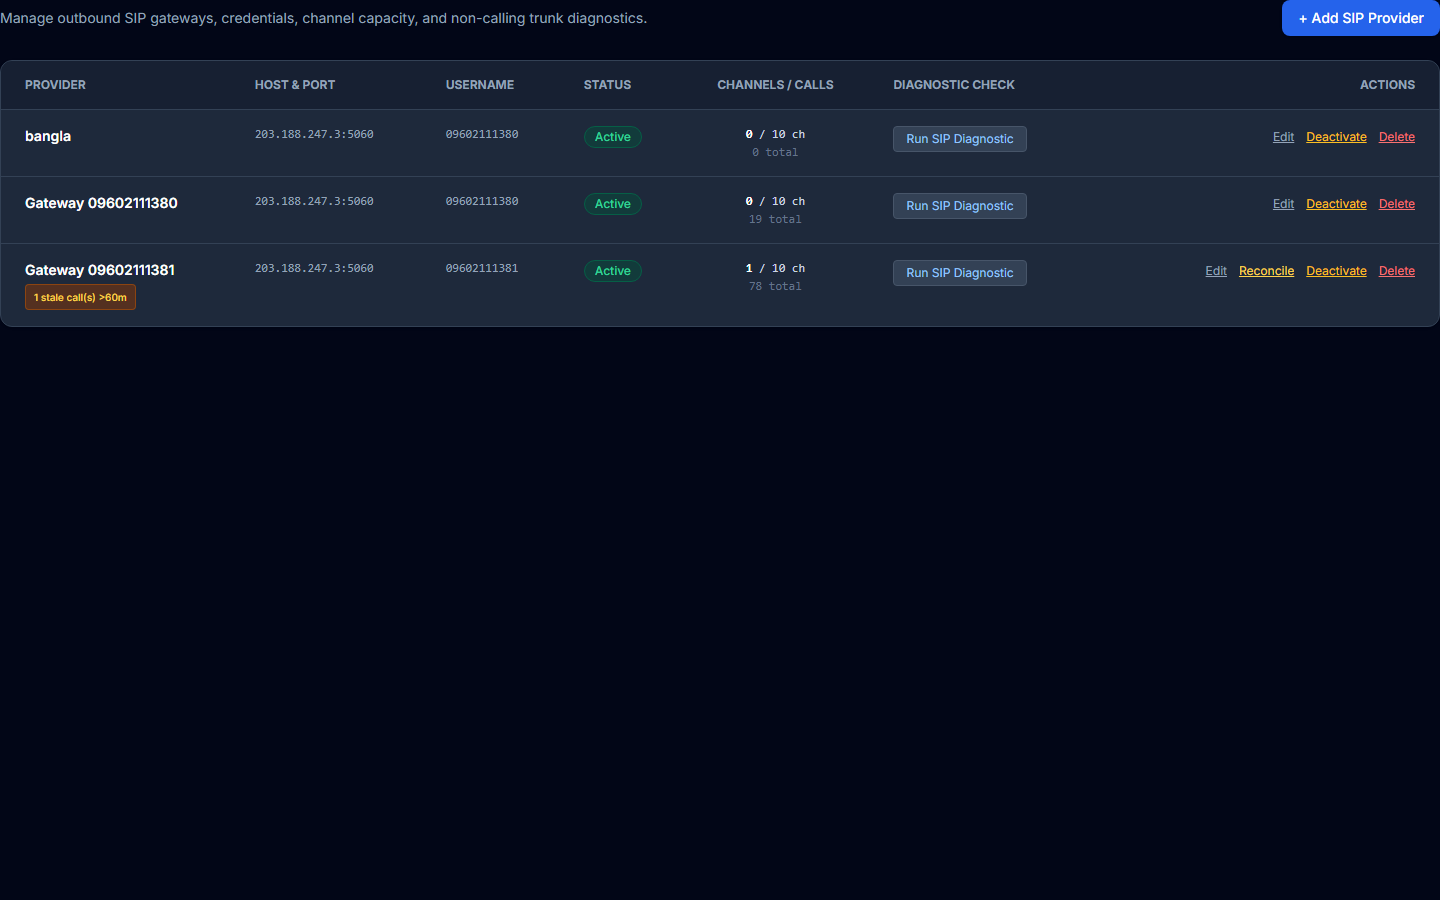 Manage outbound SIP gateways, credentials, channel capacity, and non-calling trunk diagnostics.
+ Add SIP Provider
PROVIDER HOST & PORT USERNAME STATUS CHANNELS / CALLS DIAGNOSTIC CHECK ACTIONS
bangla 203.188.247.3:5060 09602111380 Active 0 / 10 ch Run SIP Diagnostic Edit Deactivate Delete
0 total
Gateway 09602111380 203.188.247.3:5060 09602111380 Active 0 / 10 ch Run SIP Diagnostic Edit Deactivate Delete
19 total
Gateway 09602111381 203.188.247.3:5060 09602111381 Active 1 / 10 ch Run SIP Diagnostic Edit Reconcile Deactivate Delete
78 total
1 stale call(s) >60m